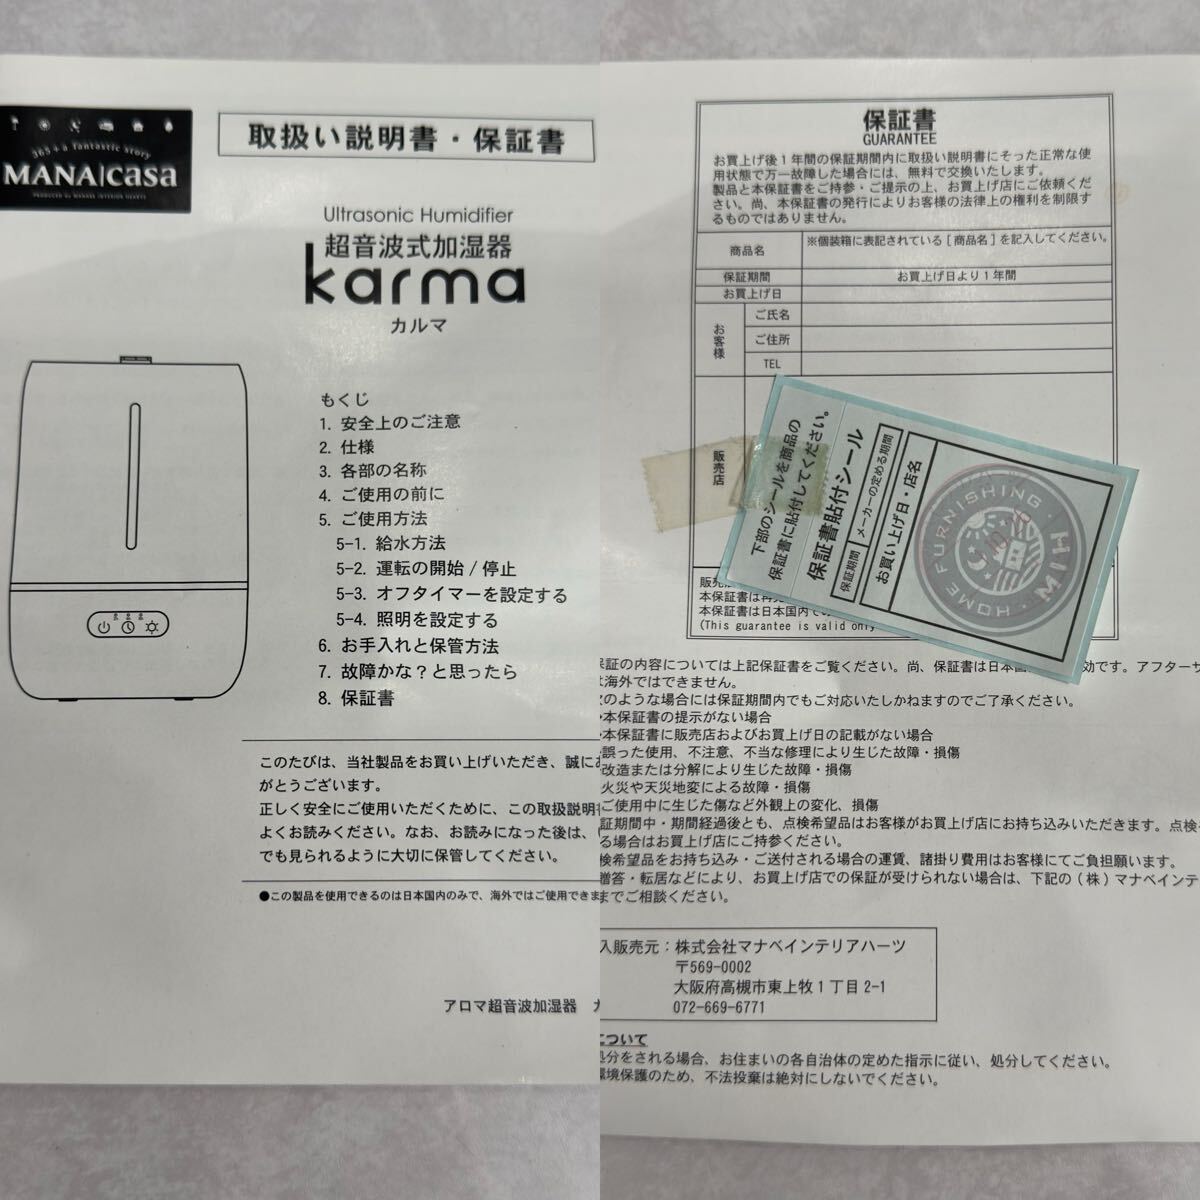 365+a fantastic story
MANA|casa
PRODUCED by MANABE INTERIOR HEARTS
取扱い説明書・保証書
Ultrasonic Humidifier
超音波式加湿器
karma
カルマ
もくじ
1. 安全上のご注意
2. 仕様
3. 各部の名称
4. ご使用の前に
5. ご使用方法
5-1. 給水方法
5-2. 運転の開始/停止
5-3. オフタイマーを設定する
5-4. 照明を設定する
6. お手入れと保管方法
7. 故障かな？と思ったら
8. 保証書
このたびは、当社製品をお買い上げいただき、誠に
がとうございます。
正しく安全にご使用いただくために、この取扱説明
よくお読みください。なお、お読みになった後は、
でも見られるように大切に保管してください。
●この製品を使用できるのは日本国内のみで、海外ではご使用できま
アロマ超音波加湿器
保証書
GUARANTEE
お買上げ後1年間の保証期間内に取扱い説明書にそった正常な使
用状態で万一故障した場合には、無料で交換いたします。
製品と本保証書をご持参・ご提示の上、お買上げ店にご依頼くだ
さい。尚、本保証書の発行によりお客様の法律上の権利を制限す
るものではありません。
商品名 ※個装箱に表記されている[商品名]を記入してください。
保証期間 お買上げ日より1年間
お買上げ日
お客様 ご氏名
ご住所
TEL
販売店
下部のシールを商品の
保証書に貼付してください。
保証書貼付シール
保証期間 メーカーの定める期間
お買い上げ日・店名
HOME FURNISHING・HIM
販売
本保証書は再
本保証書は日本国内での
(This guarantee is valid only
保証の内容については上記保証書をご覧ください。尚、保証書は日本国 効です。アフターサ
は海外ではできません。
次のような場合には保証期間内でもご対応いたしかねますのでご了承ください。
本保証書の提示がない場合
本保証書に販売店およびお買上げ日の記載がない場合
誤った使用、不注意、不当な修理により生じた故障・損傷
改造または分解により生じた故障・損傷
火災や天災地変による故障・損傷
ご使用中に生じた傷など外観上の変化、損傷
証期間中・期間経過後とも、点検希望品はお客様がお買上げ店にお持ち込みいただきます。点検
る場合はお買上げ店にご持参ください。
検希望品をお持ち込み・ご送付される場合の運賃、諸掛り費用はお客様にてご負担願います。
贈答・転居などにより、お買上げ店での保証が受けられない場合は、下記の(株)マナベインテ
までご相談ください。
入販売元：株式会社マナベインテリアハーツ
〒569-0002
大阪府高槻市東上牧1丁目2-1
072-669-6771
について
処分をされる場合、お住まいの各自治体の定めた指示に従い、処分してください。
環境保護のため、不法投棄は絶対にしないでください。